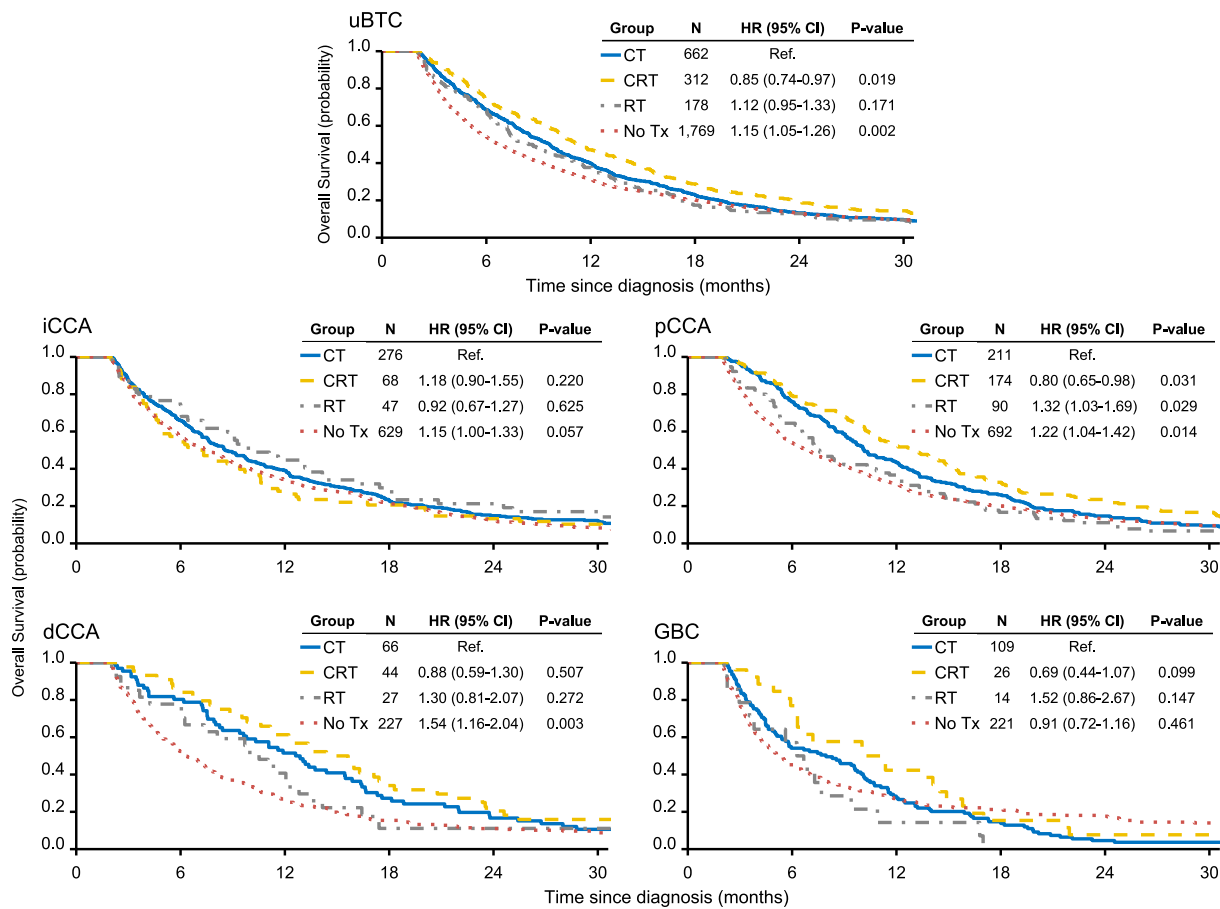 uBTC
Group N HR (95% CI) P-value
CT 662 Ref.
CRT 312 0.85 (0.74-0.97) 0.019
RT 178 1.12 (0.95-1.33) 0.171
No Tx 1,769 1.15 (1.05-1.26) 0.002
Overall Survival (probability)
1.0
0.8
0.6
0.4
0.2
0.0
0 6 12 18 24 30
Time since diagnosis (months)
iCCA
Group N HR (95% CI) P-value
CT 276 Ref.
CRT 68 1.18 (0.90-1.55) 0.220
RT 47 0.92 (0.67-1.27) 0.625
No Tx 629 1.15 (1.00-1.33) 0.057
1.0
0.8
0.6
0.4
0.2
0.0
0 6 12 18 24 30
pCCA
Group N HR (95% CI) P-value
CT 211 Ref.
CRT 174 0.80 (0.65-0.98) 0.031
RT 90 1.32 (1.03-1.69) 0.029
No Tx 692 1.22 (1.04-1.42) 0.014
1.0
0.8
0.6
0.4
0.2
0.0
0 6 12 18 24 30
Overall Survival (probability)
dCCA
Group N HR (95% CI) P-value
CT 66 Ref.
CRT 44 0.88 (0.59-1.30) 0.507
RT 27 1.30 (0.81-2.07) 0.272
No Tx 227 1.54 (1.16-2.04) 0.003
1.0
0.8
0.6
0.4
0.2
0.0
0 6 12 18 24 30
GBC
Group N HR (95% CI) P-value
CT 109 Ref.
CRT 26 0.69 (0.44-1.07) 0.099
RT 14 1.52 (0.86-2.67) 0.147
No Tx 221 0.91 (0.72-1.16) 0.461
1.0
0.8
0.6
0.4
0.2
0.0
0 6 12 18 24 30
Time since diagnosis (months)